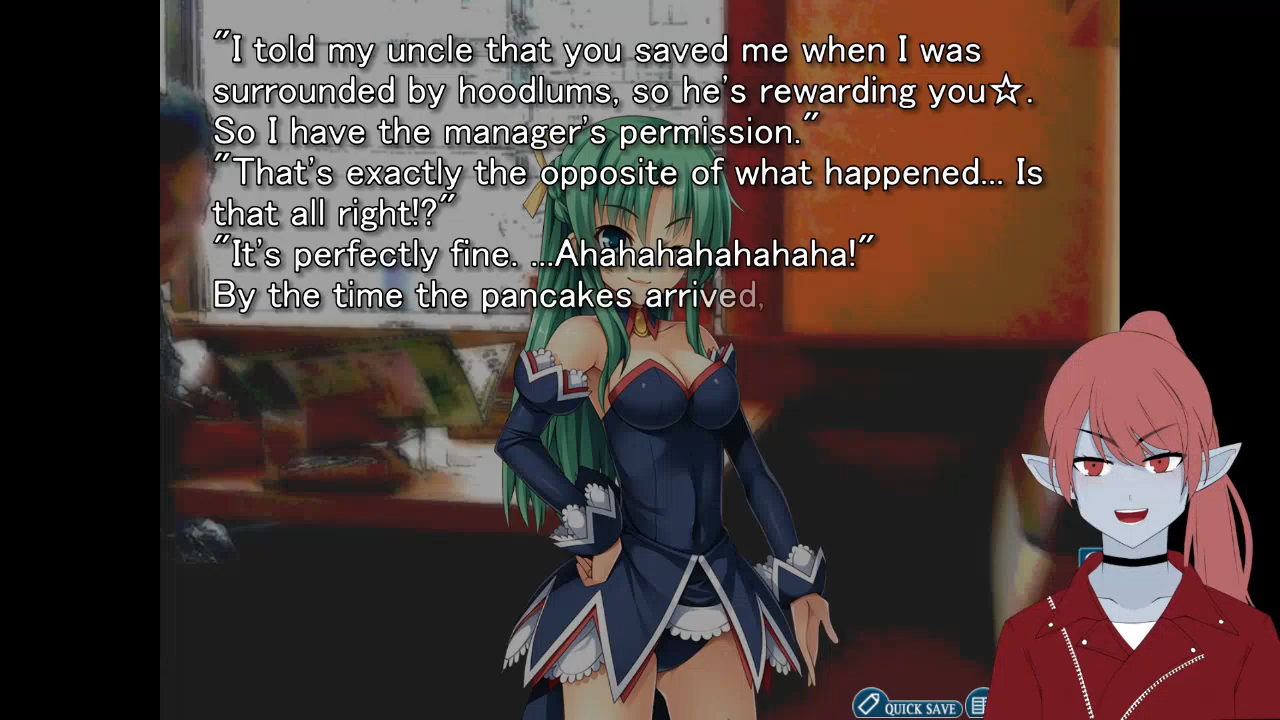 "I told my uncle that you saved me when I was
surrounded by hoodlums, so he's rewarding you☆.
So I have the manager's permission."
"That's exactly the opposite of what happened... Is
that all right!?"
"It's perfectly fine. ...Ahahahahahahaha!"
By the time the pancakes arrived,
QUICK SAVE